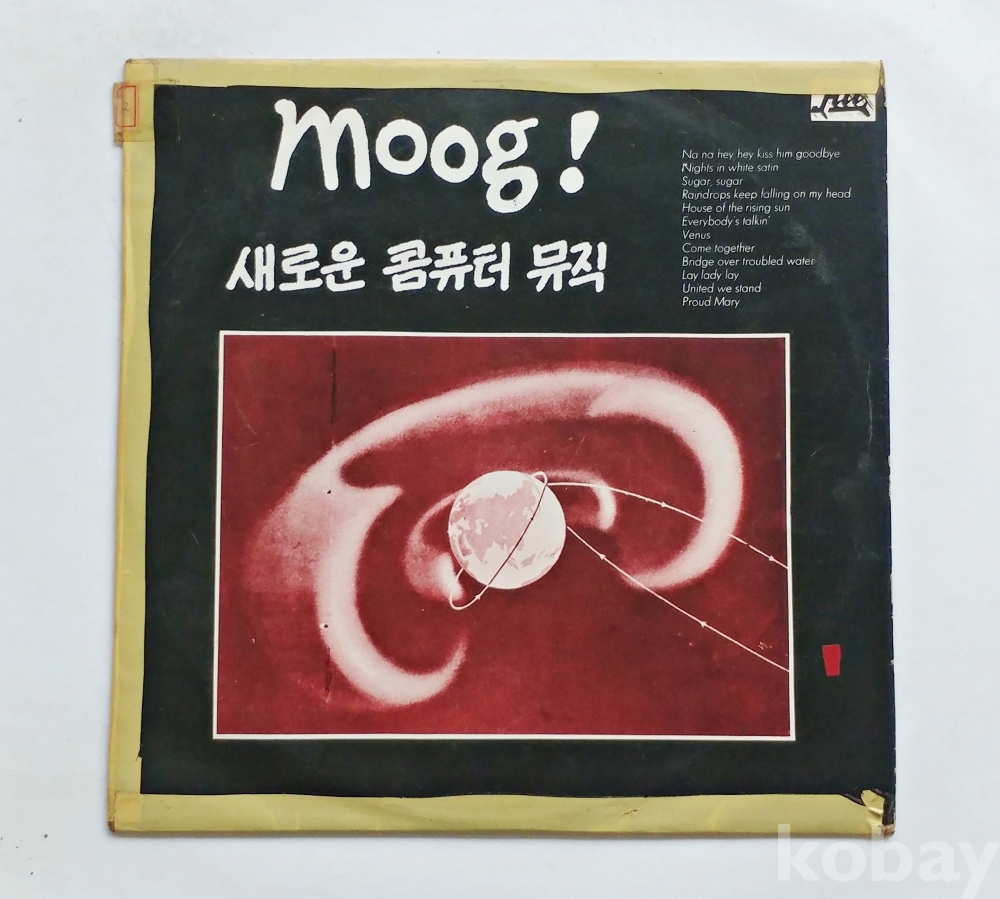 Moog!
새로운 콤퓨터 뮤직
Na na hey hey kiss him goodbye
Nights in white satin
Sugar, sugar
Raindrops keep falling on my head
House of the rising sun
Everybody's talkin'
Venus
Come together
Bridge over troubled water
Lay lady lay
United we stand
Proud Mary
2
kobay